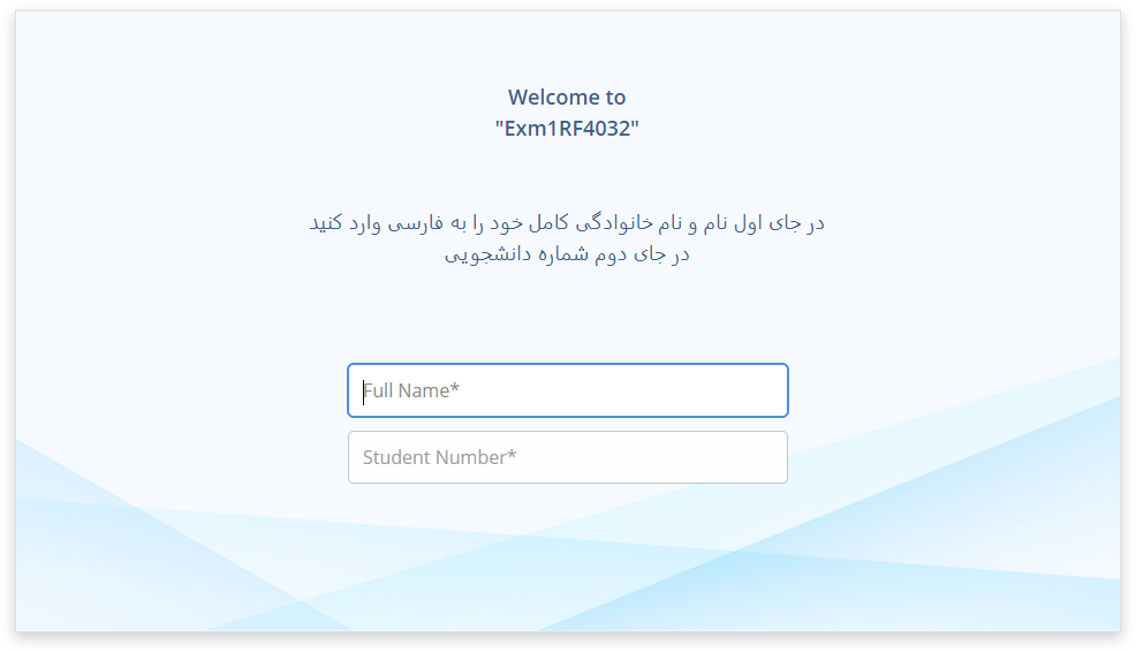 Welcome to
"Exm1RF4032"
در جای اول نام و نام خانوادگی کامل خود را به فارسی وارد کنید
در جای دوم شماره دانشجویی
Full Name*
Student Number*